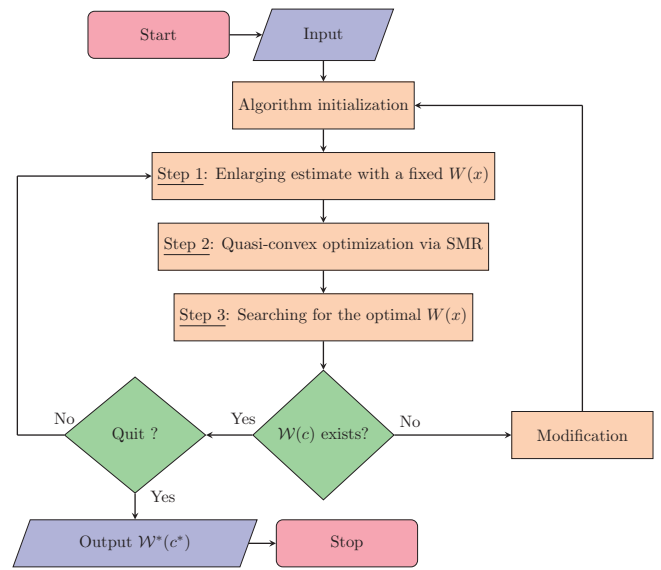 Start
Input
Algorithm initialization
Step 1: Enlarging estimate with a fixed W(x)
Step 2: Quasi-convex optimization via SMR
Step 3: Searching for the optimal W(x)
No
Quit ?
Yes
𝒲(c) exists?
No
Modification
Yes
Output 𝒲*(c*)
Stop